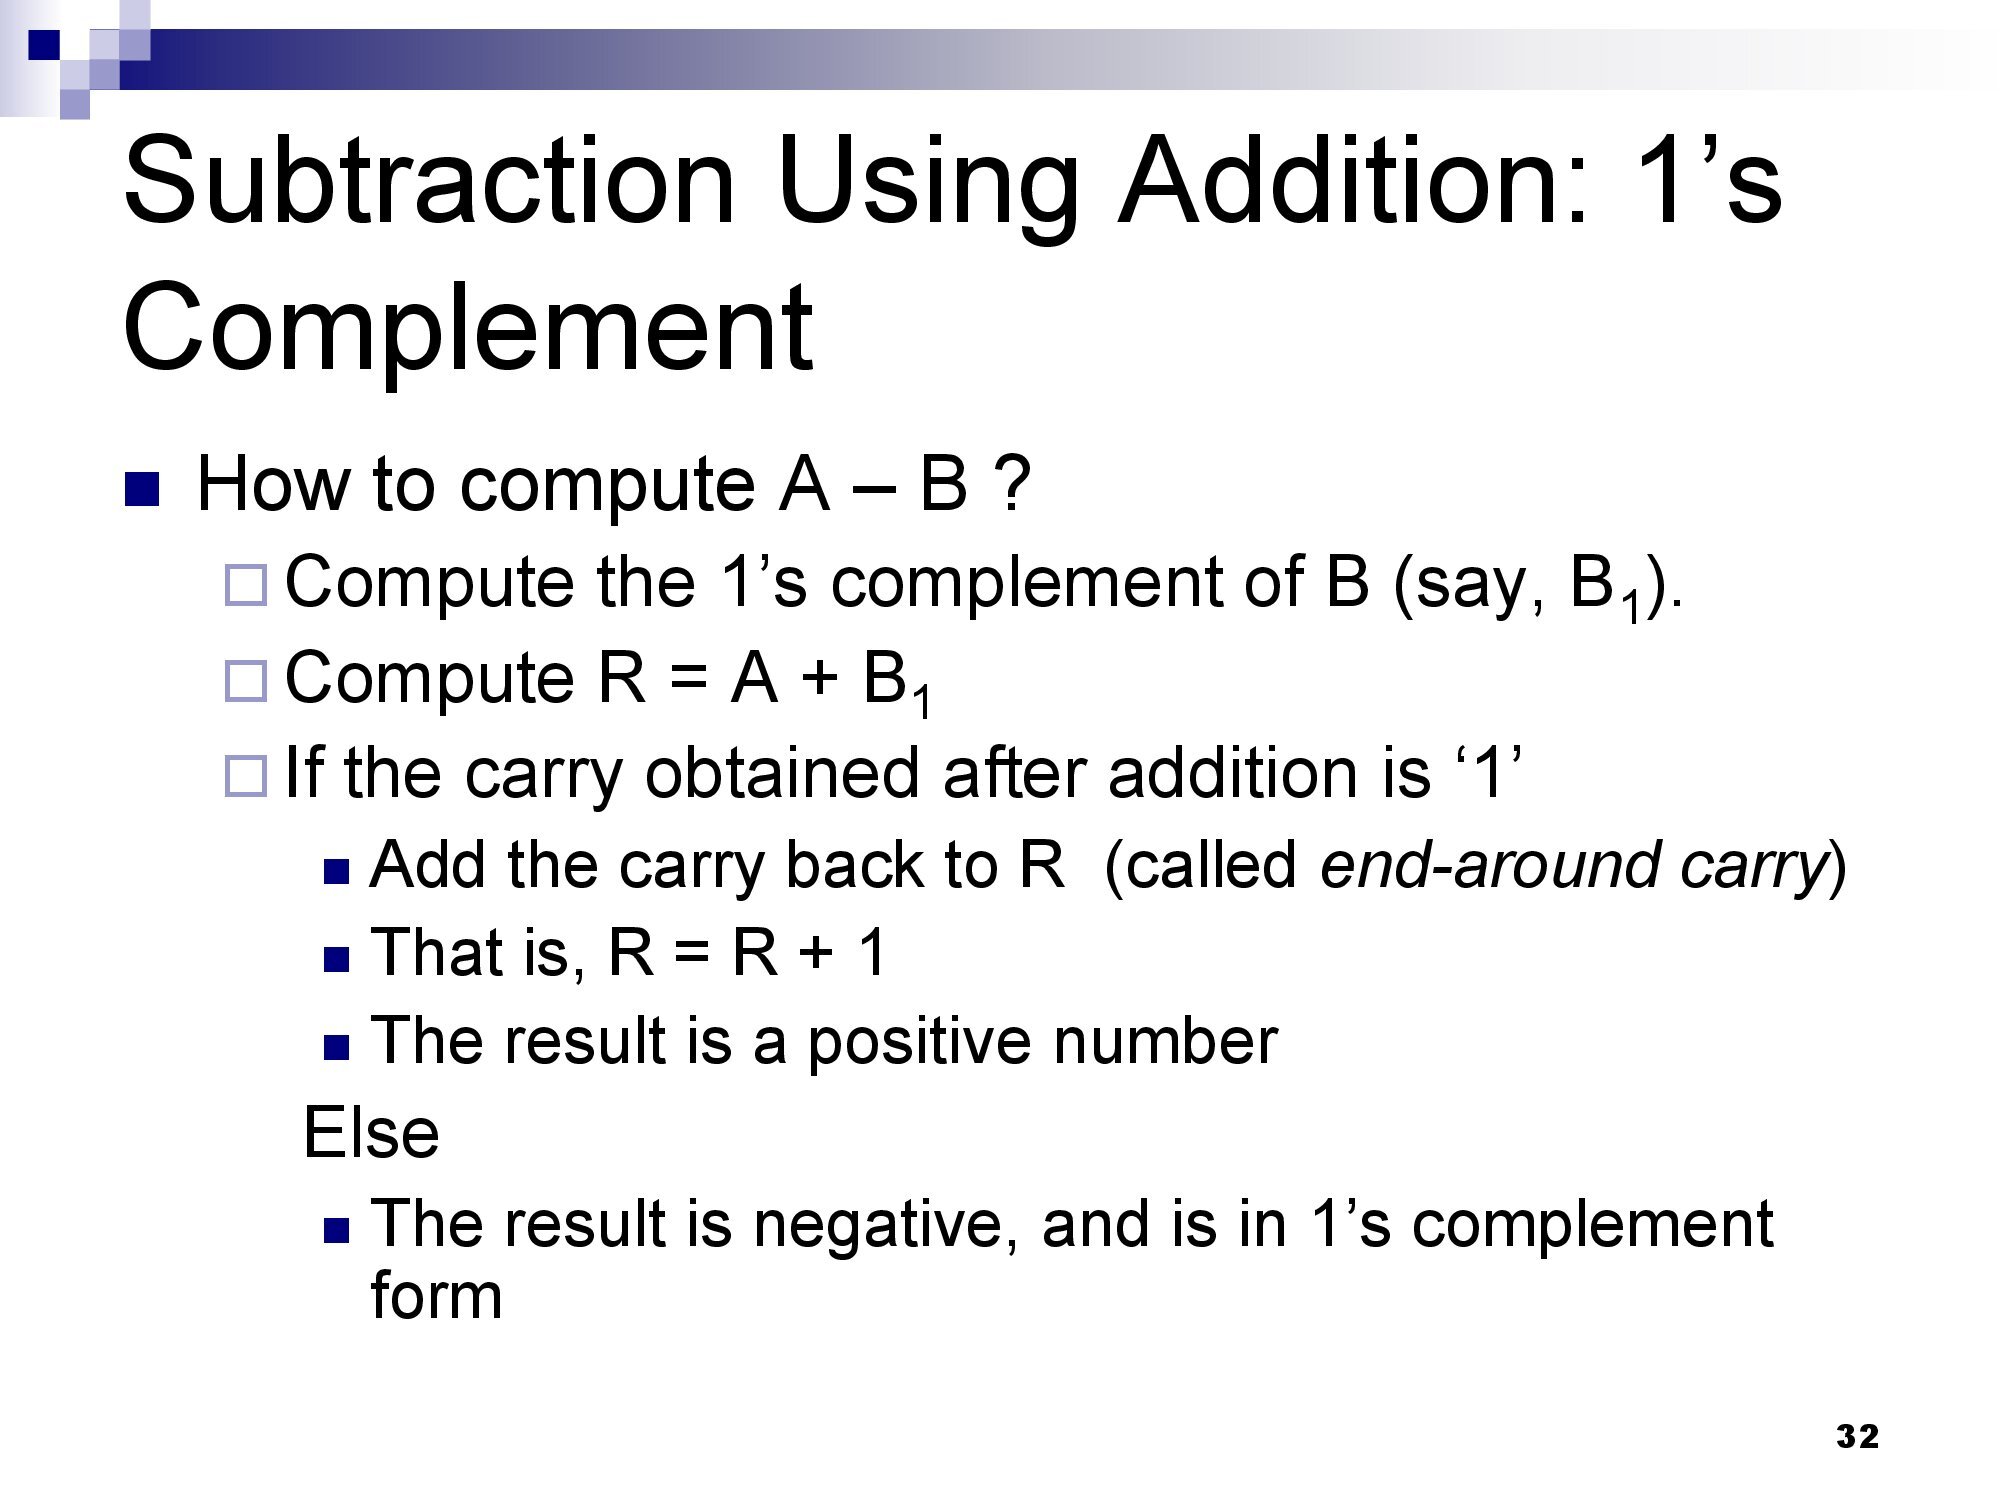 Subtraction Using Addition: 1’s
Complement
How to compute A – B ?
Compute the 1’s complement of B (say, B₁).
Compute R = A + B₁
If the carry obtained after addition is ‘1’
Add the carry back to R (called end-around carry)
That is, R = R + 1
The result is a positive number
Else
The result is negative, and is in 1’s complement
form
32